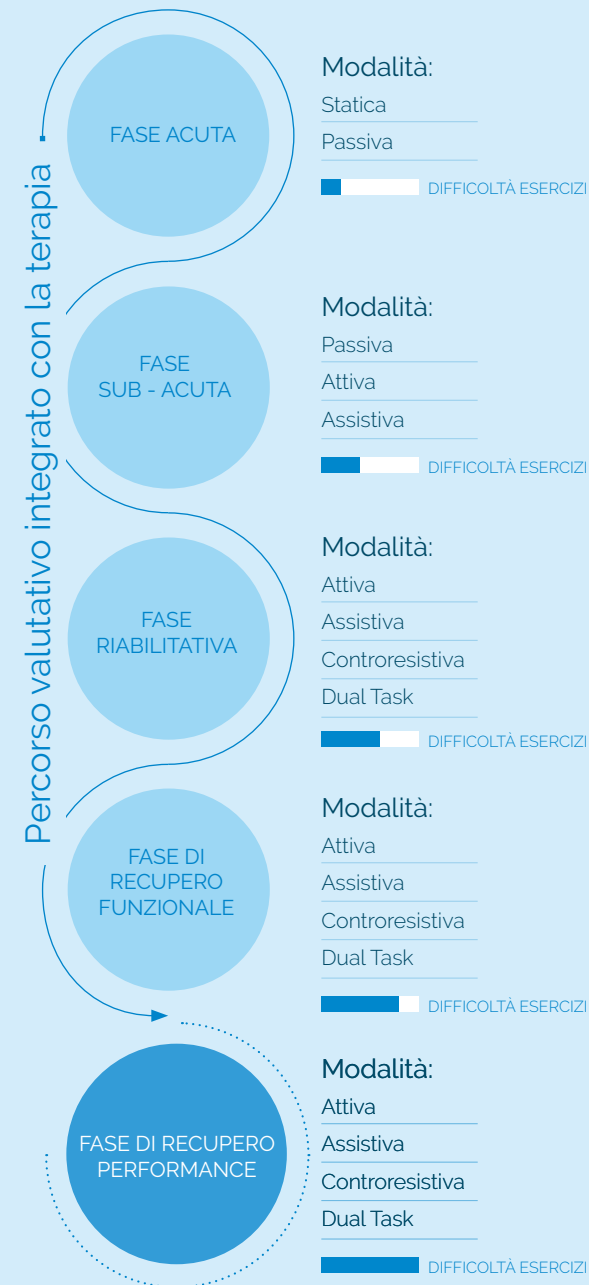 Percorso valutativo integrato con la terapia
FASE ACUTA
Modalità:
Statica
Passiva
DIFFICOLTÀ ESERCIZI
FASE
SUB - ACUTA
Modalità:
Passiva
Attiva
Assistiva
DIFFICOLTÀ ESERCIZI
FASE
RIABILITATIVA
Modalità:
Attiva
Assistiva
Controresistiva
Dual Task
DIFFICOLTÀ ESERCIZI
FASE DI
RECUPERO
FUNZIONALE
Modalità:
Attiva
Assistiva
Controresistiva
Dual Task
DIFFICOLTÀ ESERCIZI
FASE DI RECUPERO
PERFORMANCE
Modalità:
Attiva
Assistiva
Controresistiva
Dual Task
DIFFICOLTÀ ESERCIZI